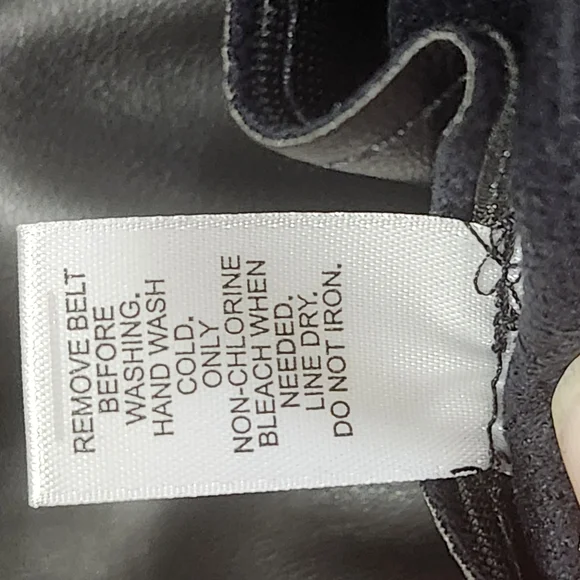 REMOVE BELT
BEFORE
WASHING.
HAND WASH
COLD.
ONLY
NON-CHLORINE
BLEACH WHEN
NEEDED.
LINE DRY.
DO NOT IRON.